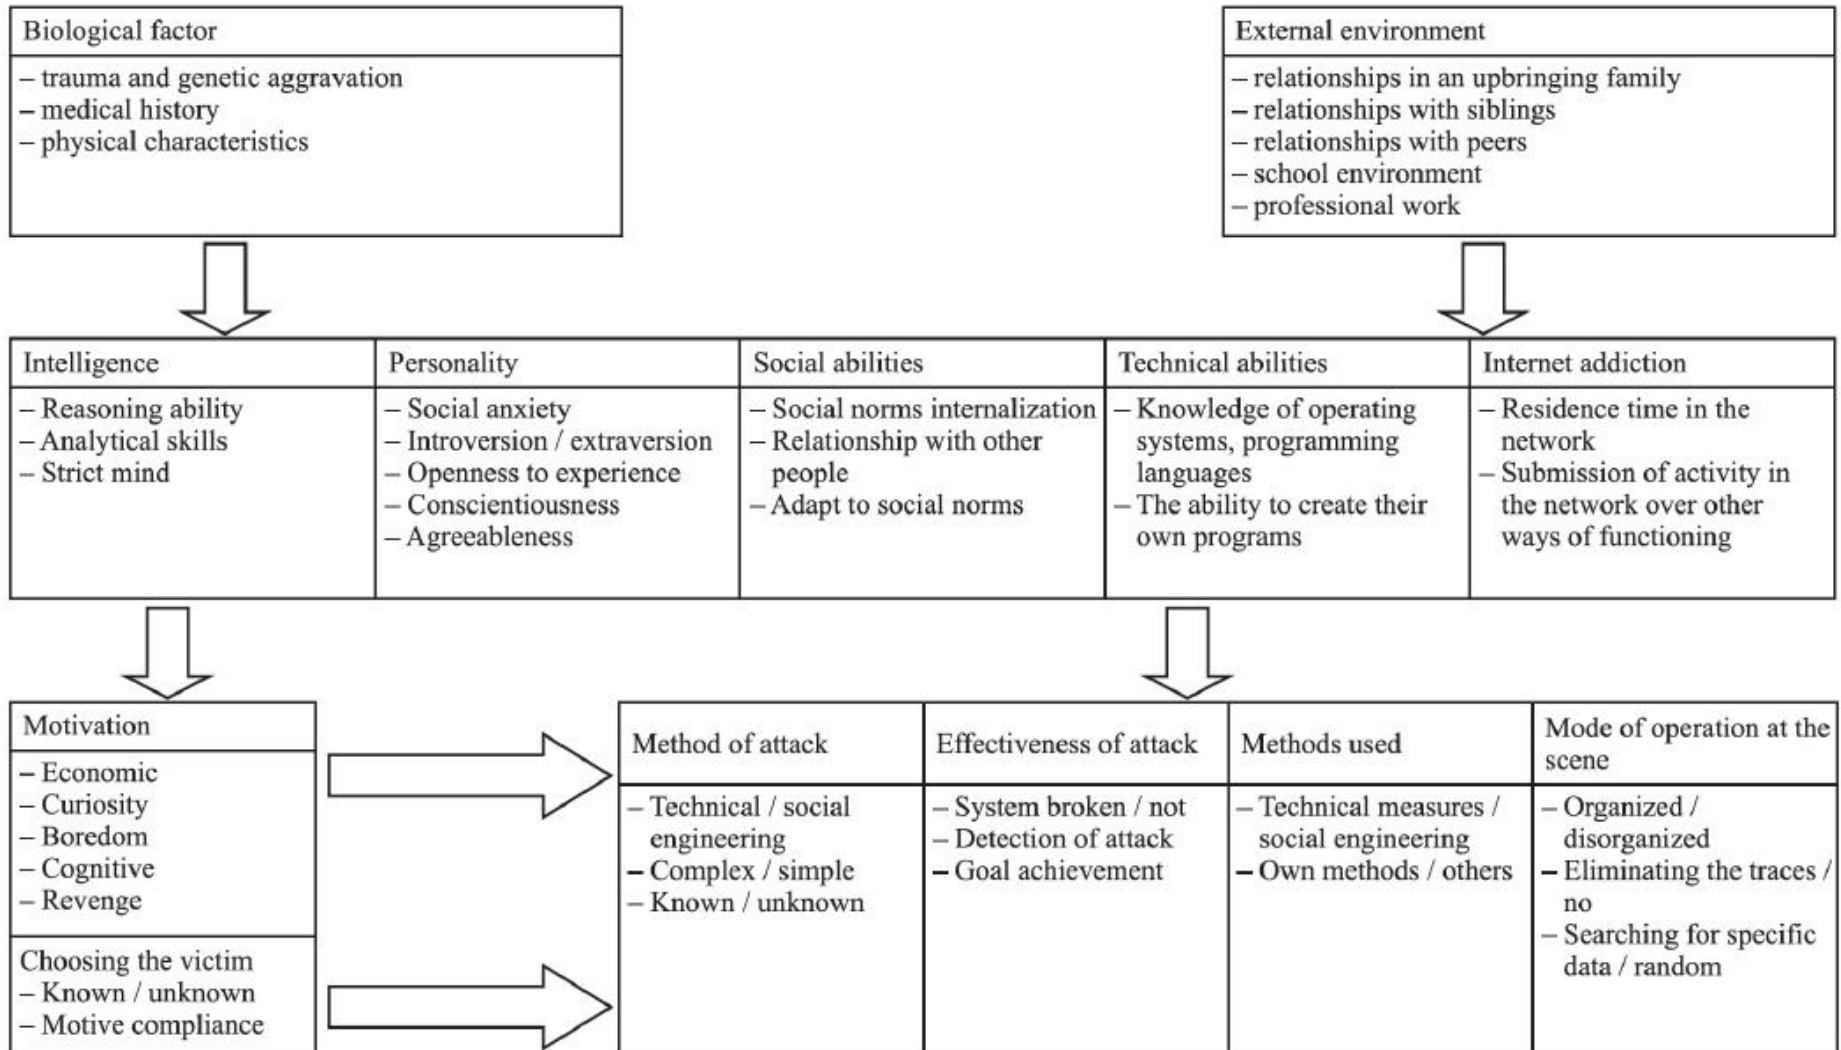 Biological factor
– trauma and genetic aggravation
– medical history
– physical characteristics
External environment
– relationships in an upbringing family
– relationships with siblings
– relationships with peers
– school environment
– professional work
Intelligence
– Reasoning ability
– Analytical skills
– Strict mind
Personality
– Social anxiety
– Introversion / extraversion
– Openness to experience
– Conscientiousness
– Agreeableness
Social abilities
– Social norms internalization
– Relationship with other
people
– Adapt to social norms
Technical abilities
– Knowledge of operating
systems, programming
languages
– The ability to create their
own programs
Internet addiction
– Residence time in the
network
– Submission of activity in
the network over other
ways of functioning
Motivation
– Economic
– Curiosity
– Boredom
– Cognitive
– Revenge
Choosing the victim
– Known / unknown
– Motive compliance
Method of attack
– Technical / social
engineering
– Complex / simple
– Known / unknown
Effectiveness of attack
– System broken / not
– Detection of attack
– Goal achievement
Methods used
– Technical measures /
social engineering
– Own methods / others
Mode of operation at the
scene
– Organized /
disorganized
– Eliminating the traces /
no
– Searching for specific
data / random